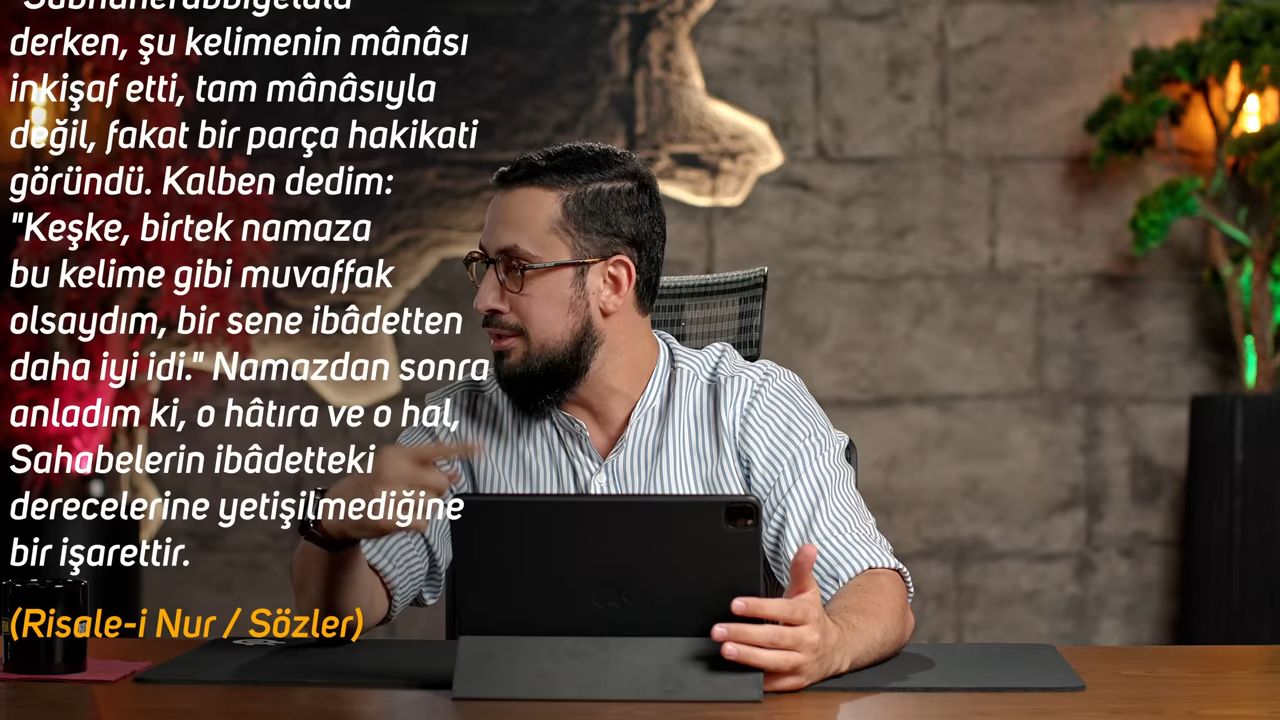 "Sübhânerabbiyelâlâ
derken, şu kelimenin mânâsı
inkişaf etti, tam mânâsıyla
değil, fakat bir parça hakikati
göründü. Kalben dedim:
"Keşke, birtek namaza
bu kelime gibi muvaffak
olsaydım, bir sene ibâdetten
daha iyi idi." Namazdan sonra
anladım ki, o hâtıra ve o hal,
Sahabelerin ibâdetteki
derecelerine yetişilmediğine
bir işarettir.
(Risale-i Nur / Sözler)